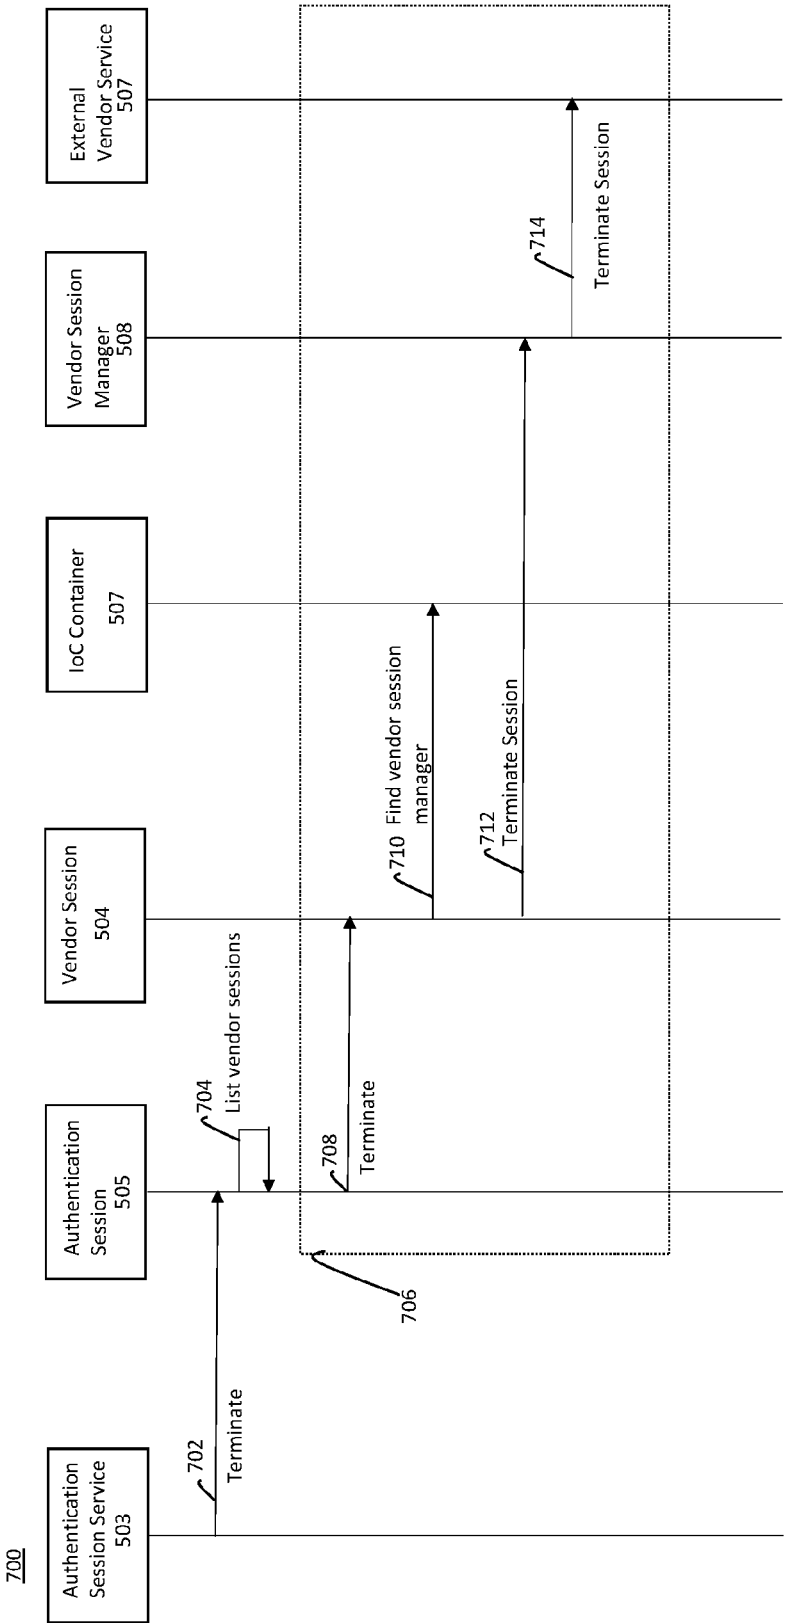 700
Authentication
Session Service
503
Authentication
Session
505
Vendor Session
504
IoC Container
507
Vendor Session
Manager
508
External
Vendor Service
507
702
Terminate
704
List vendor sessions
706
708
Terminate
710 Find vendor session
manager
712
Terminate Session
714
Terminate Session